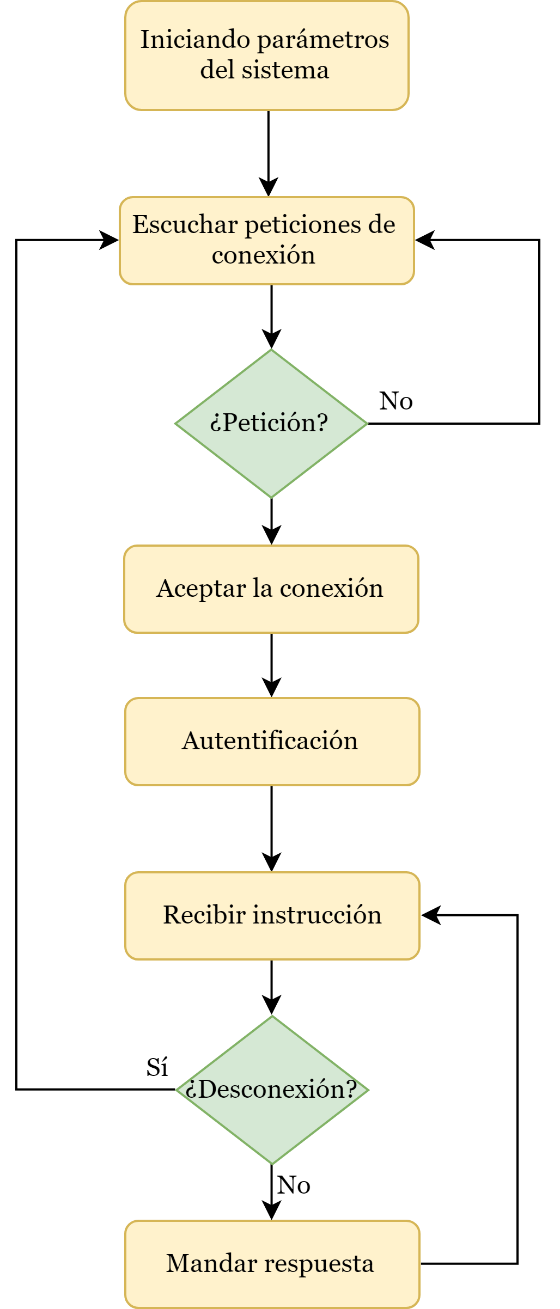 Iniciando parámetros
del sistema
Escuchar peticiones de
conexión
¿Petición?
No
Aceptar la conexión
Autentificación
Recibir instrucción
Sí
¿Desconexión?
No
Mandar respuesta